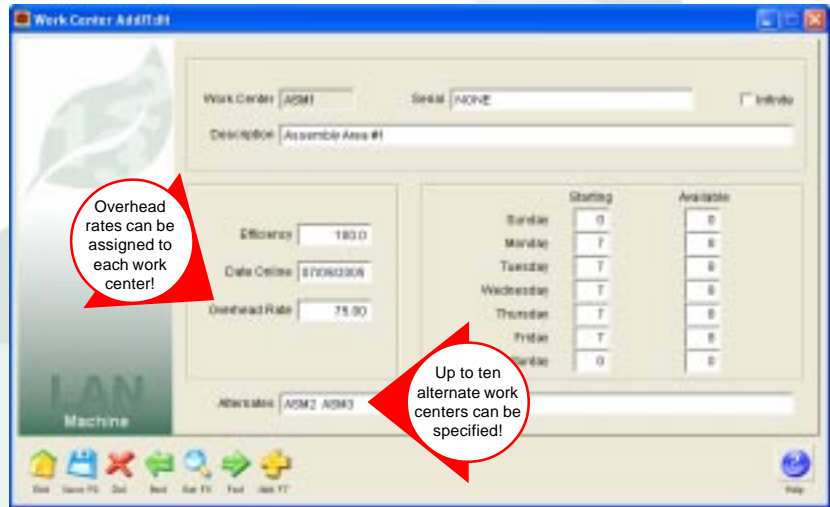 Work Center Add/Edit
Work Center ASM1 Serial NONE Infinite
Description Assembly Area #1
Starting Available
Efficiency 100.0
Date Online
Overhead Rate 75.00
Sunday 0 0
Monday 7 8
Tuesday 7 8
Wednesday 7 8
Thursday 7 8
Friday 7 8
0 0
Alternates ASM2 ASM3
Overhead
rates can be
assigned to
each work
center!
Up to ten
alternate work
centers can be
specified!
LAN
Machine
Exit Save F9 Del Find Help